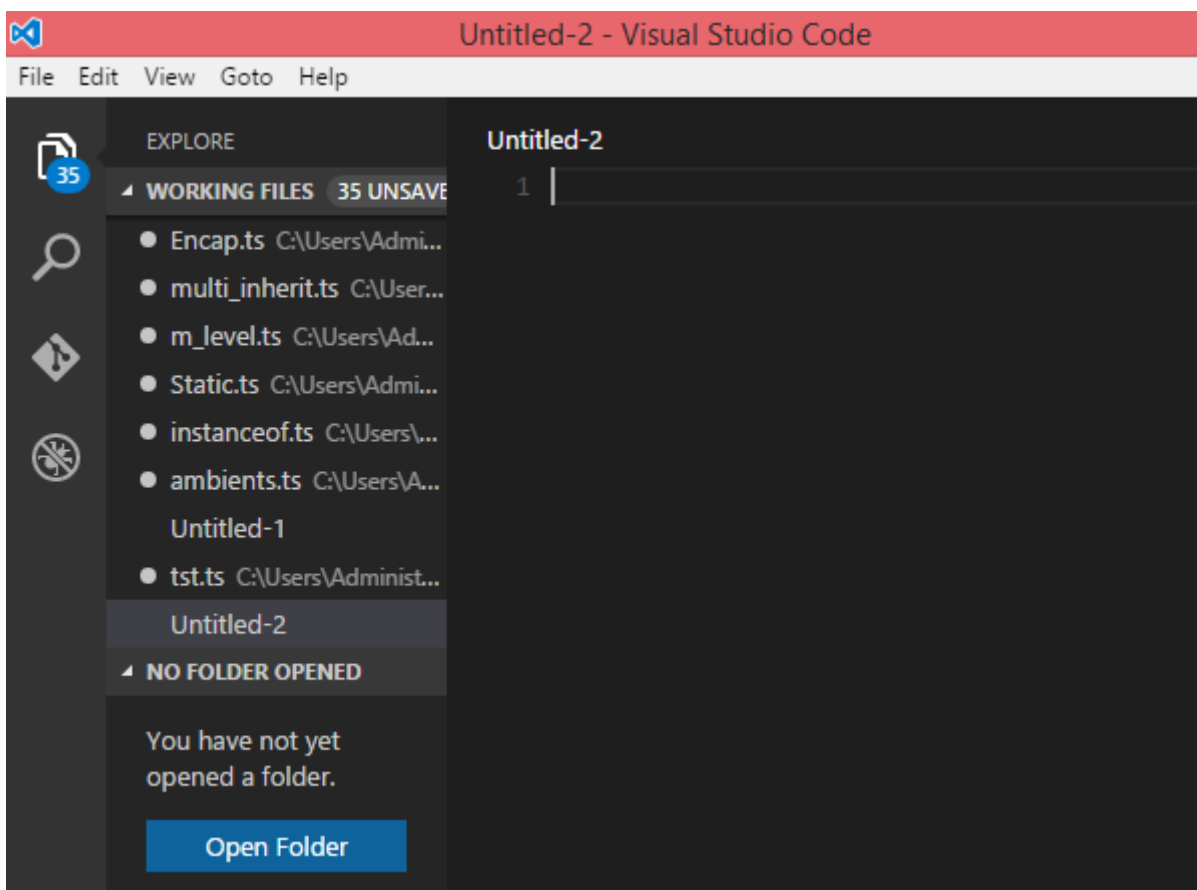 Untitled-2 - Visual Studio Code
File Edit View Goto Help
EXPLORE
35
WORKING FILES 35 UNSAVE
Encap.ts C:\Users\Admi...
multi_inherit.ts C:\User...
m_level.ts C:\Users\Ad...
Static.ts C:\Users\Admi...
instanceof.ts C:\Users\...
ambients.ts C:\Users\A...
Untitled-1
tst.ts C:\Users\Administ...
Untitled-2
NO FOLDER OPENED
You have not yet
opened a folder.
Open Folder
Untitled-2
1